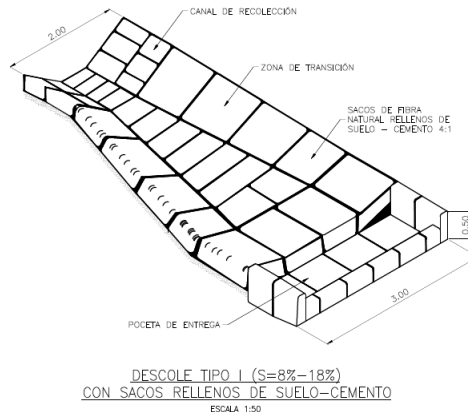 CANAL DE RECOLECCIÓN
2.00
ZONA DE TRANSICIÓN
SACOS DE FIBRA
NATURAL RELLENOS DE
SUELO - CEMENTO 4:1
0.50
3.00
POCETA DE ENTREGA
DESCOLE TIPO I (S=8%-18%)
CON SACOS RELLENOS DE SUELO-CEMENTO
ESCALA 1:50